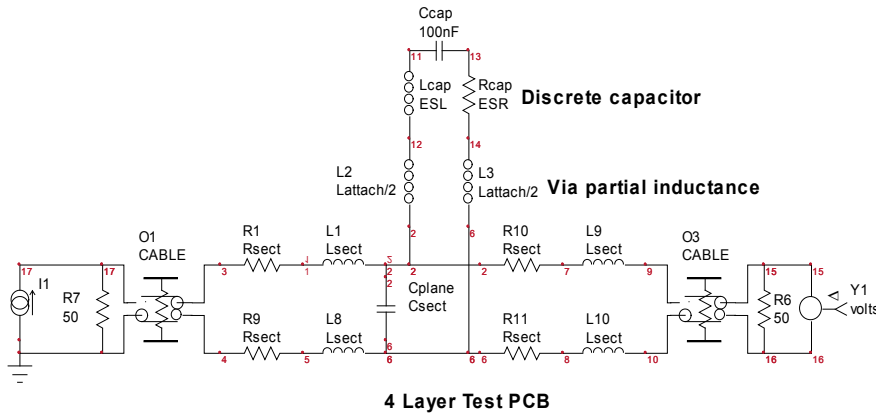 Ccap
100nF
11
13
Lcap
ESL
Rcap
ESR
Discrete capacitor
12
14
L2
Lattach/2
L3
Lattach/2
Via partial inductance
O1
CABLE
R1
Rsect
L1
Lsect
2
6
R10
Rsect
L9
Lsect
O3
CABLE
17
17
3
1
1
2
2
2
2
2
7
9
15
15
I1
R7
50
Cplane
Csect
R6
50
Y1
volts
R9
Rsect
L8
Lsect
R11
Rsect
L10
Lsect
4
5
6
6
6
6
8
10
16
16
4 Layer Test PCB